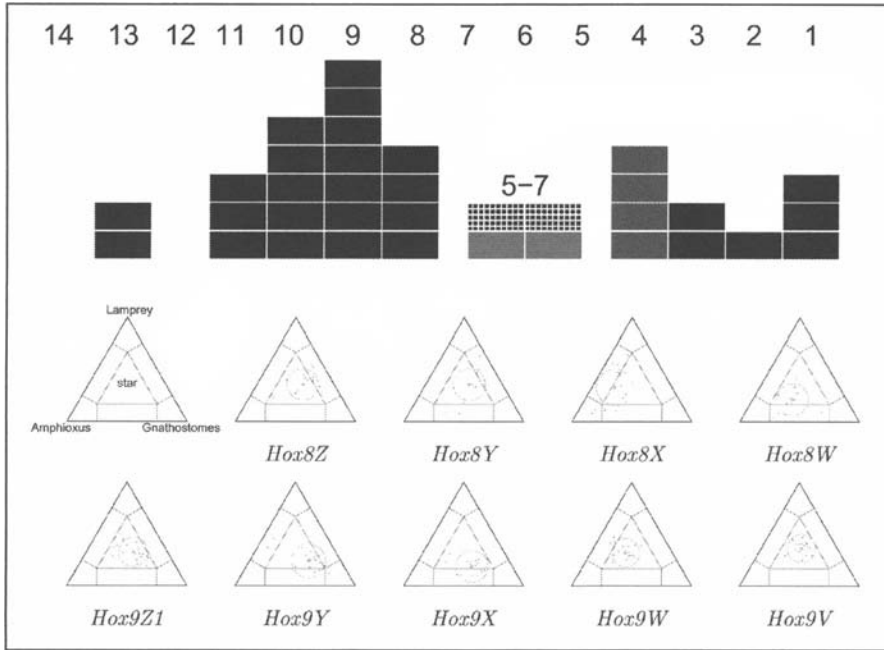 14 13 12 11 10 9 8 7 6 5 4 3 2 1
5-7
Lamprey
star
Amphioxus Gnathostomes
Hox8Z Hox8Y Hox8X Hox8W
Hox9Z1 Hox9Y Hox9X Hox9W Hox9V